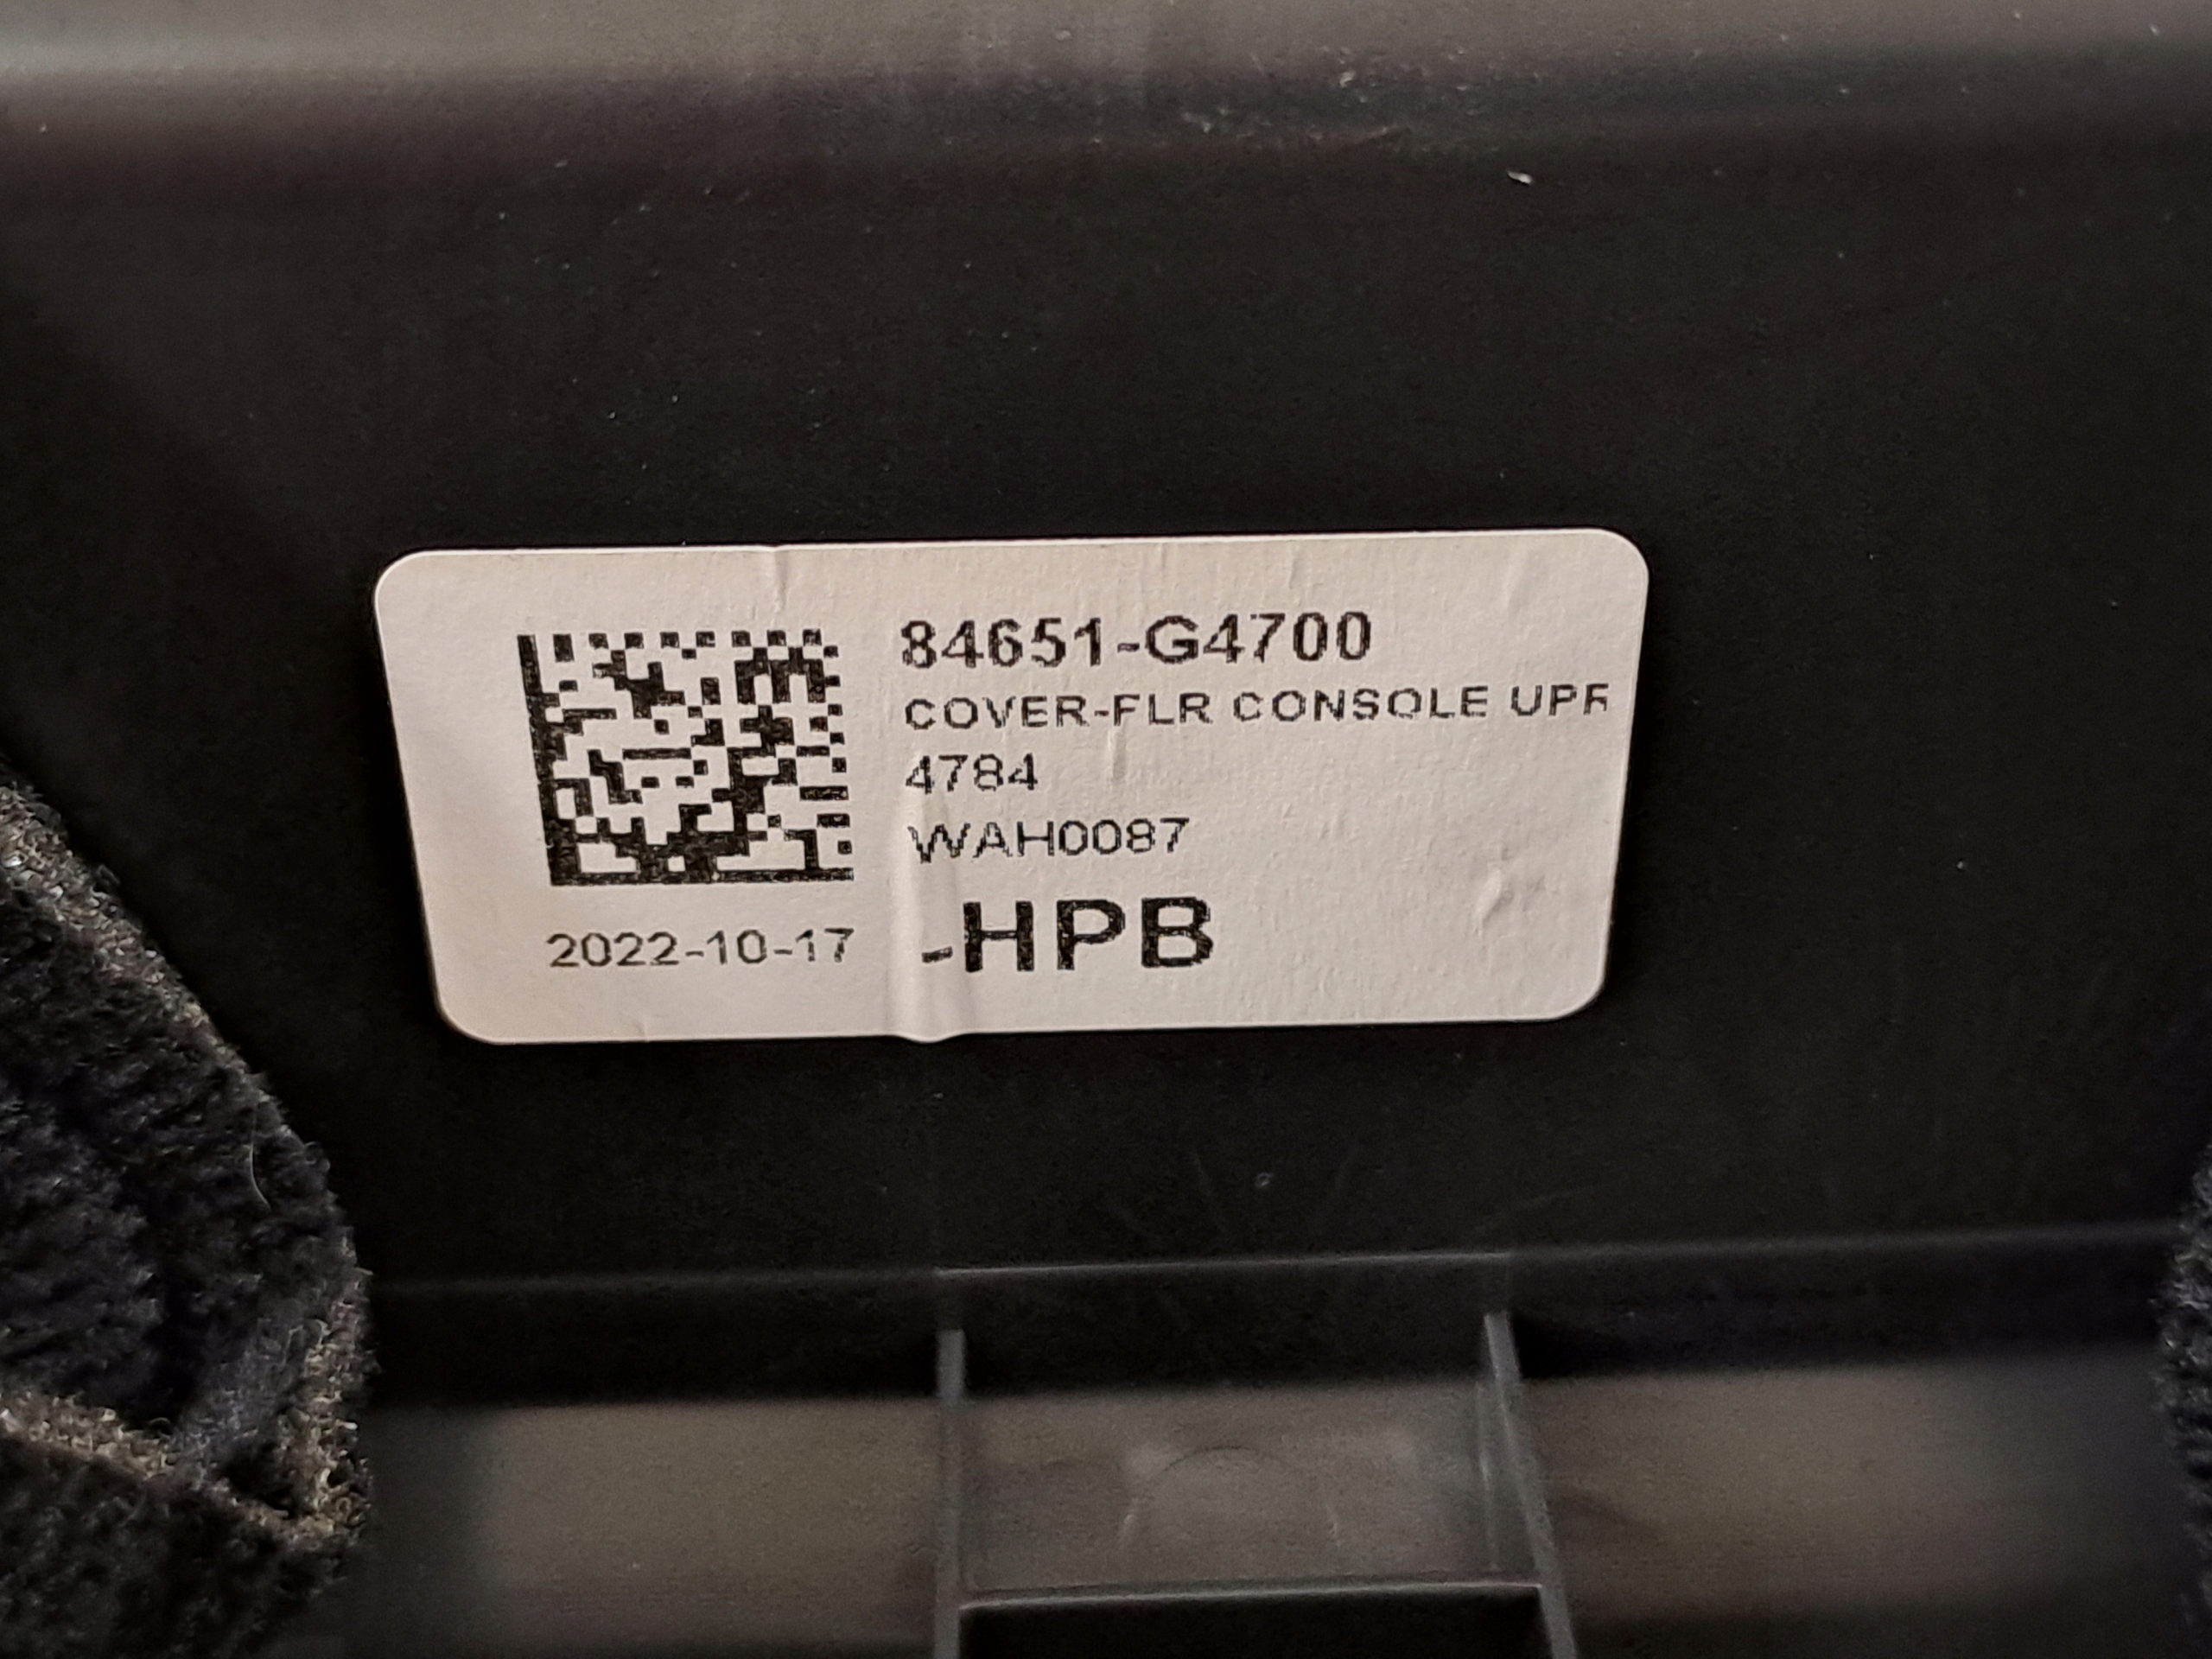 84651-G4700
COVER-FLR CONSOLE UPR
4784
WAH0087
2022-10-17
-HPB